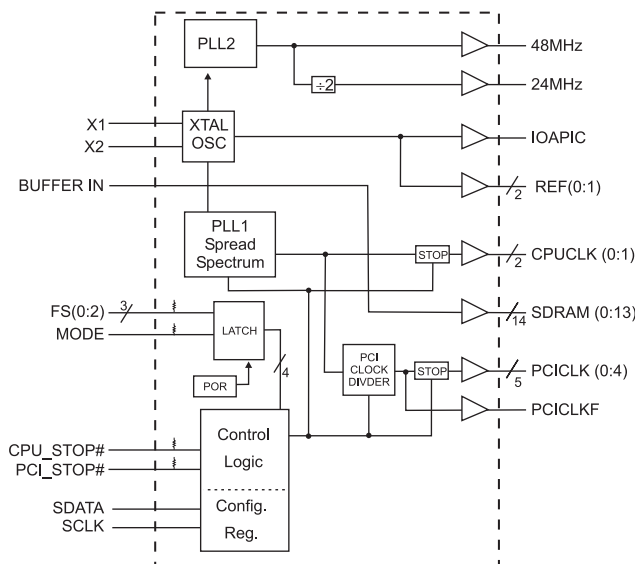 PLL2
48MHz
÷2
24MHz
X1
X2
XTAL
OSC
IOAPIC
BUFFER IN
2
REF(0:1)
PLL1
Spread
Spectrum
STOP
2
CPUCLK (0:1)
FS(0:2)
3
MODE
LATCH
14
SDRAM (0:13)
POR
4
PCI
CLOCK
DIVDER
STOP
5
PCICLK (0:4)
PCICLKF
CPU_STOP#
PCI_STOP#
Control
Logic
SDATA
SCLK
Config.
Reg.